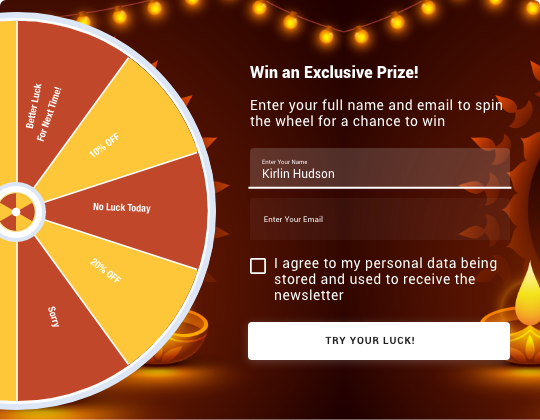 Win an Exclusive Prize!
Enter your full name and email to spin
the wheel for a chance to win
Enter Your Name
Kirlin Hudson
Enter Your Email
I agree to my personal data being
stored and used to receive the
newsletter
TRY YOUR LUCK!
Better Luck
For Next Time!
10% OFF
No Luck Today
20% OFF
Sorry